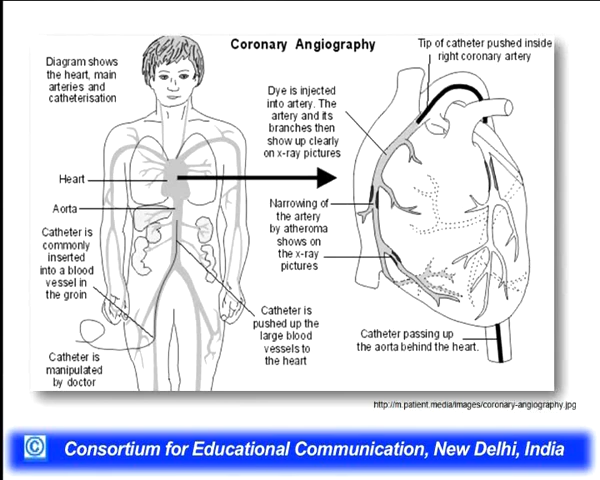 Coronary Angiography
Diagram shows
the heart, main
arteries and
catheterisation
Tip of catheter pushed inside
right coronary artery
Dye is injected
into artery. The
artery and its
branches then
show up clearly
on x-ray pictures
Heart
Aorta
Narrowing of
the artery
by atheroma
shows on
the x-ray
pictures
Catheter is
commonly
inserted
into a blood
vessel in
the groin
Catheter is
pushed up the
large blood
vessels to
the heart
Catheter passing up
the aorta behind the heart.
Catheter is
manipulated
by doctor
http://m.patient.media/images/coronary-angiography.jpg
© Consortium for Educational Communication, New Delhi, India